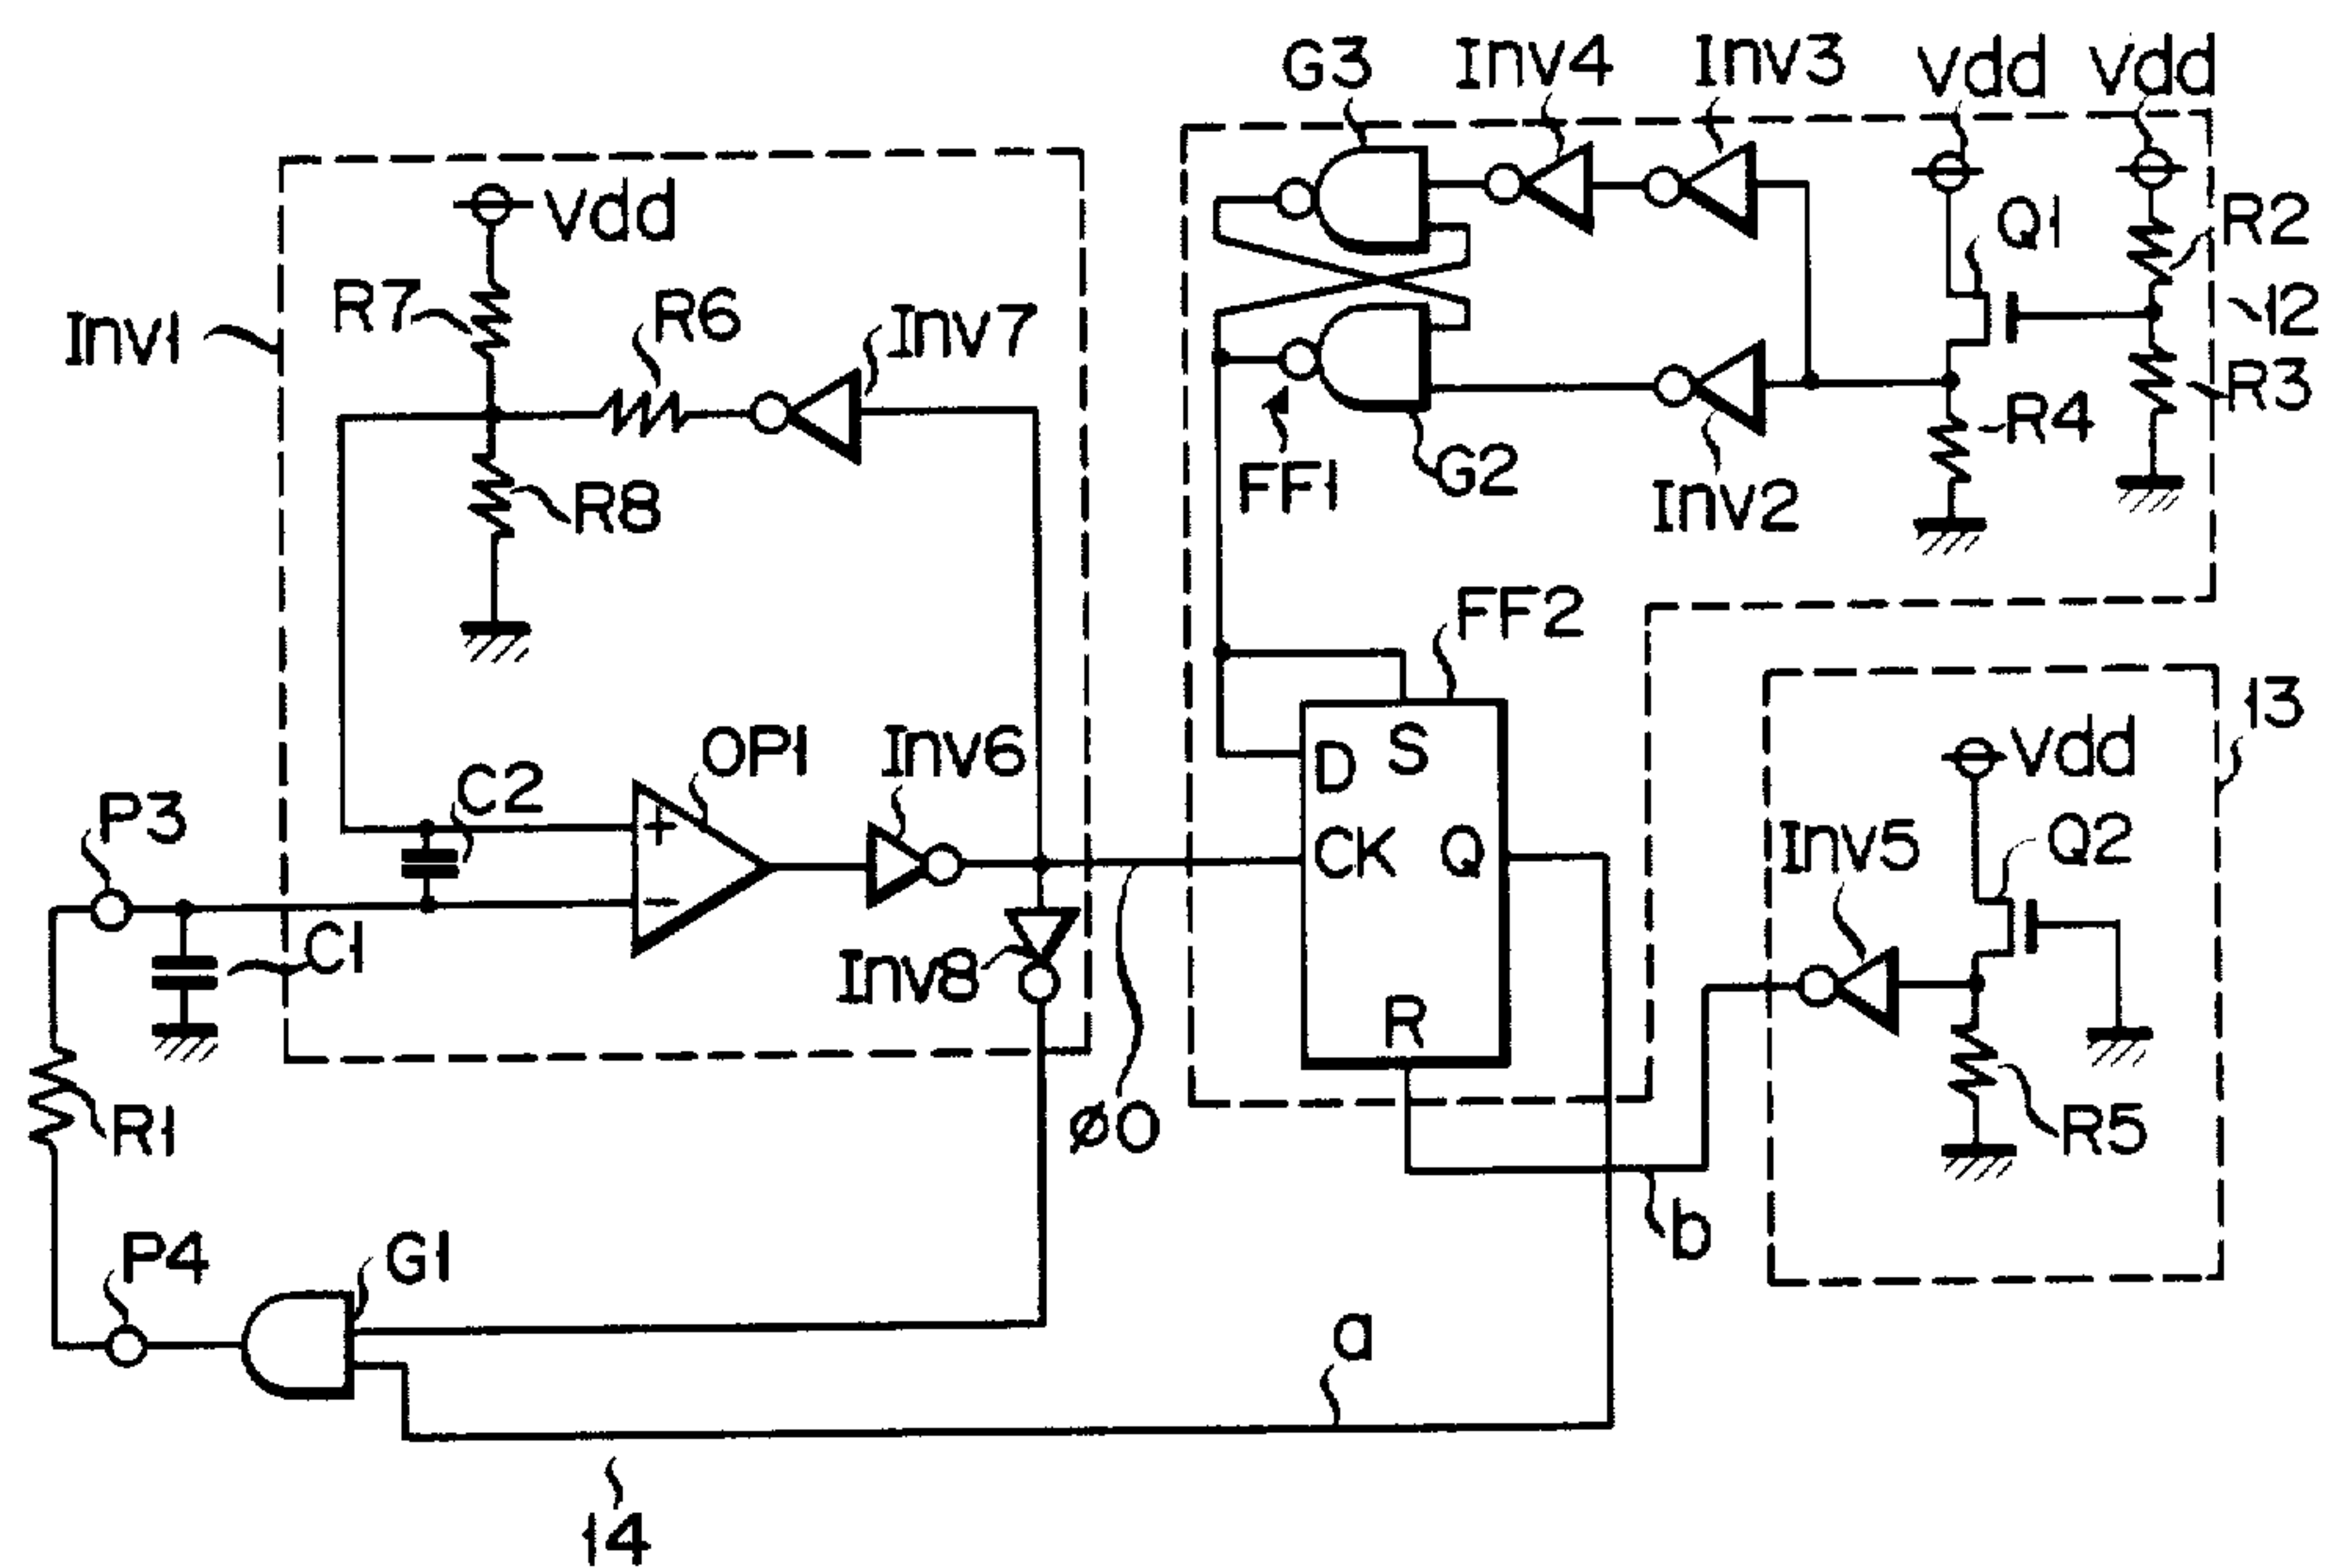 G3
Inv4
Inv3
Vdd
Vdd
Vdd
Q1
R2
Inv1
R7
R6
Inv7
12
R3
R4
R8
FF1
G2
Inv2
FF2
13
OP1
Inv6
C2
P3
+
D
S
Vdd
Inv5
Q2
CK
Q
−
C1
Inv8
R
R1
ø0
R5
b
P4
G1
a
14